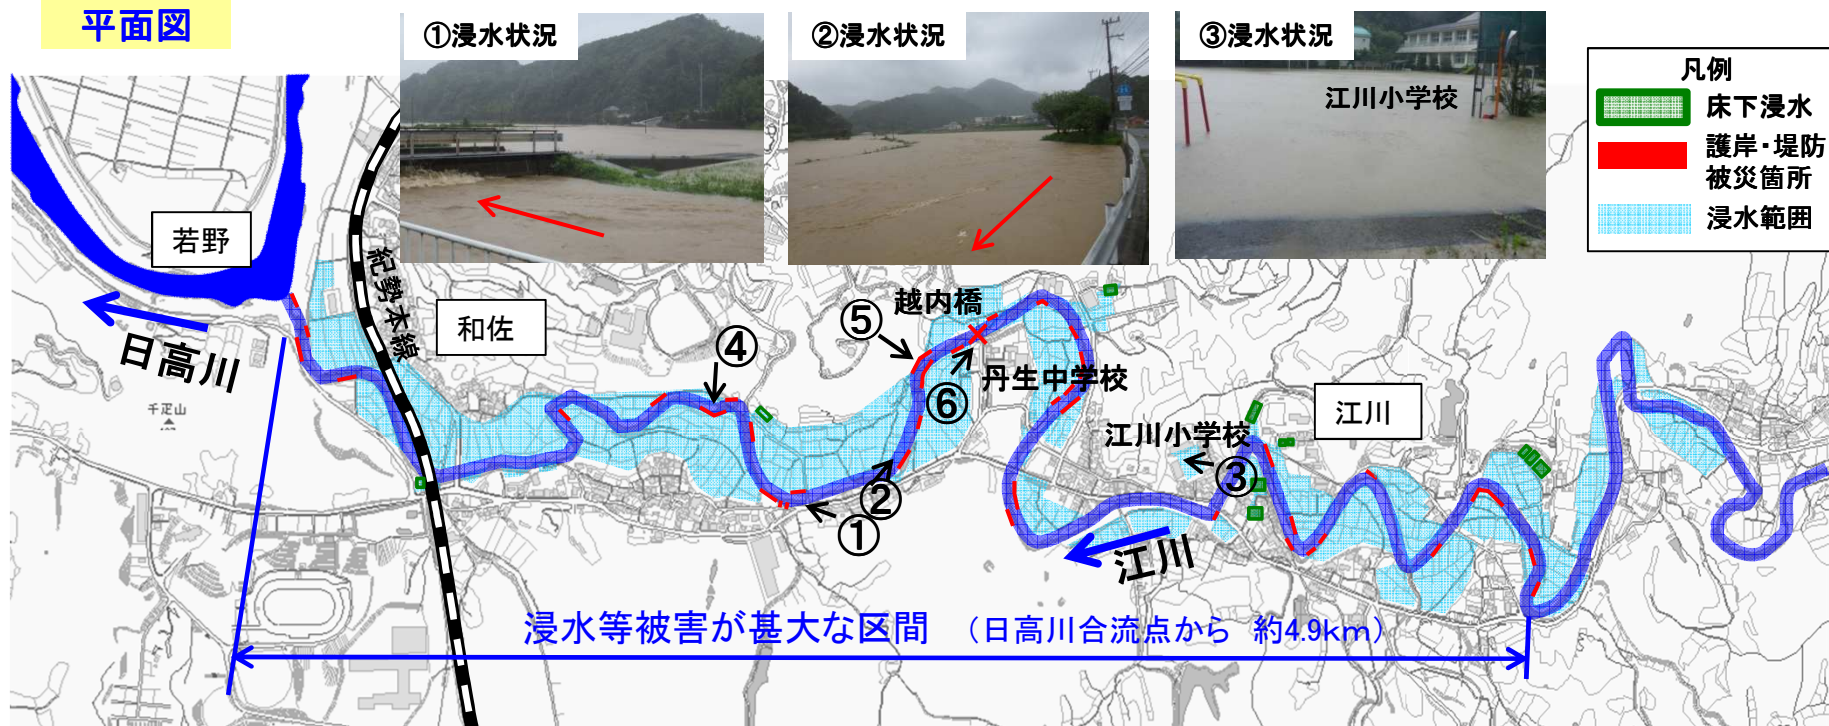 平面図
①浸水状況
②浸水状況
③浸水状況
江川小学校
凡例
床下浸水
護岸・堤防
被災箇所
浸水範囲
若野
紀勢本線
和佐
日高川
千疋山
④
⑤
越内橋
⑥
丹生中学校
江川小学校
③
江川
②
①
江川
浸水等被害が甚大な区間 (日高川合流点から 約4.9km)